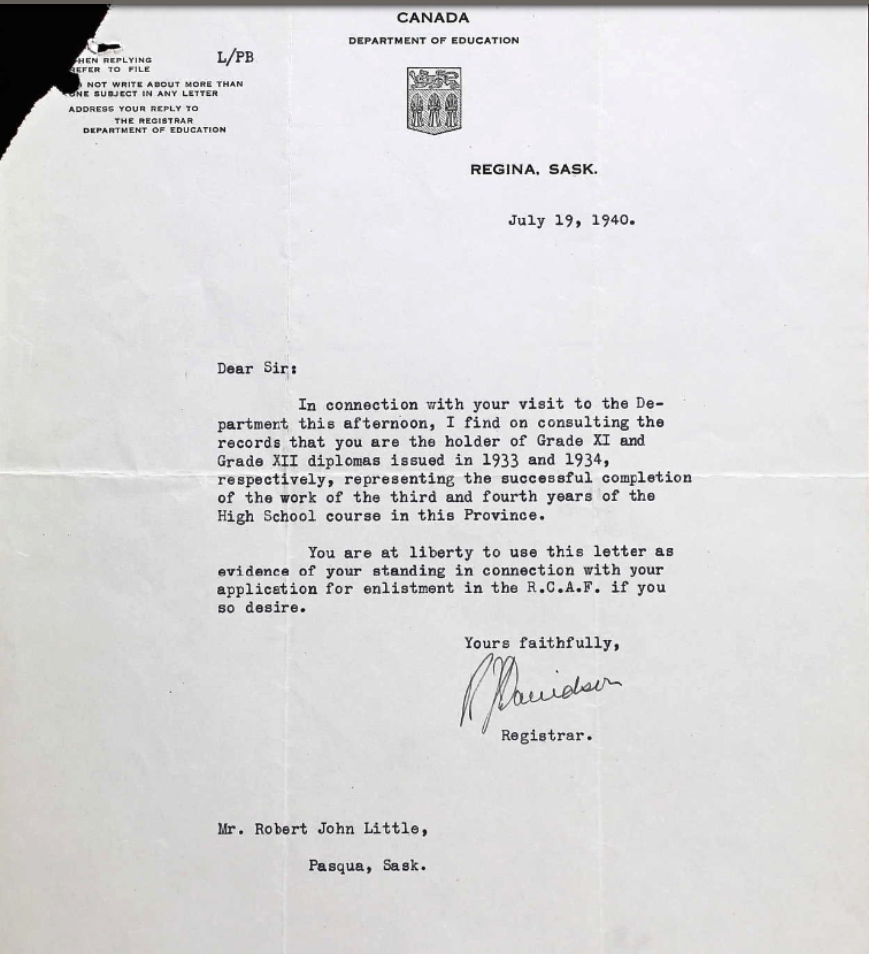 CANADA
DEPARTMENT OF EDUCATION
HEN REPLYING
REFER TO FILE
L/PB
NOT WRITE ABOUT MORE THAN
ONE SUBJECT IN ANY LETTER
ADDRESS YOUR REPLY TO
THE REGISTRAR
DEPARTMENT OF EDUCATION
REGINA, SASK.
July 19, 1940.
Dear Sir:
In connection with your visit to the De-
partment this afternoon, I find on consulting the
records that you are the holder of Grade XI and
Grade XII diplomas issued in 1933 and 1934,
respectively, representing the successful completion
of the work of the third and fourth years of the
High School course in this Province.
You are at liberty to use this letter as
evidence of your standing in connection with your
application for enlistment in the R.C.A.F. if you
so desire.
Yours faithfully,
R J Davidson
Registrar.
Mr. Robert John Little,
Pasqua, Sask.